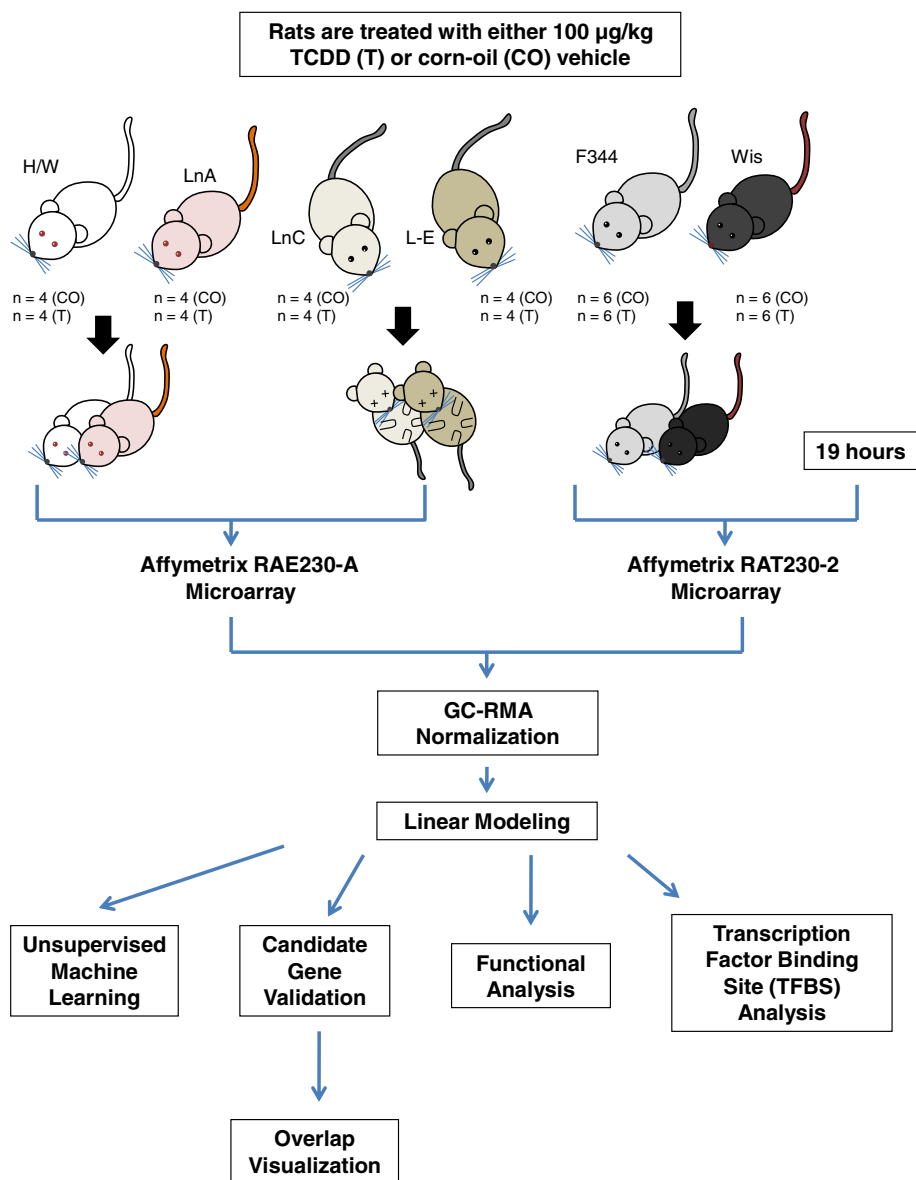 Rats are treated with either 100 µg/kg
TCDD (T) or corn-oil (CO) vehicle
H/W
LnA
LnC
L-E
F344
Wis
n = 4 (CO)
n = 4 (T)
n = 4 (CO)
n = 4 (T)
n = 4 (CO)
n = 4 (T)
n = 4 (CO)
n = 4 (T)
n = 6 (CO)
n = 6 (T)
n = 6 (CO)
n = 6 (T)
19 hours
Affymetrix RAE230-A
Microarray
Affymetrix RAT230-2
Microarray
GC-RMA
Normalization
Linear Modeling
Unsupervised
Machine
Learning
Candidate
Gene
Validation
Functional
Analysis
Transcription
Factor Binding
Site (TFBS)
Analysis
Overlap
Visualization